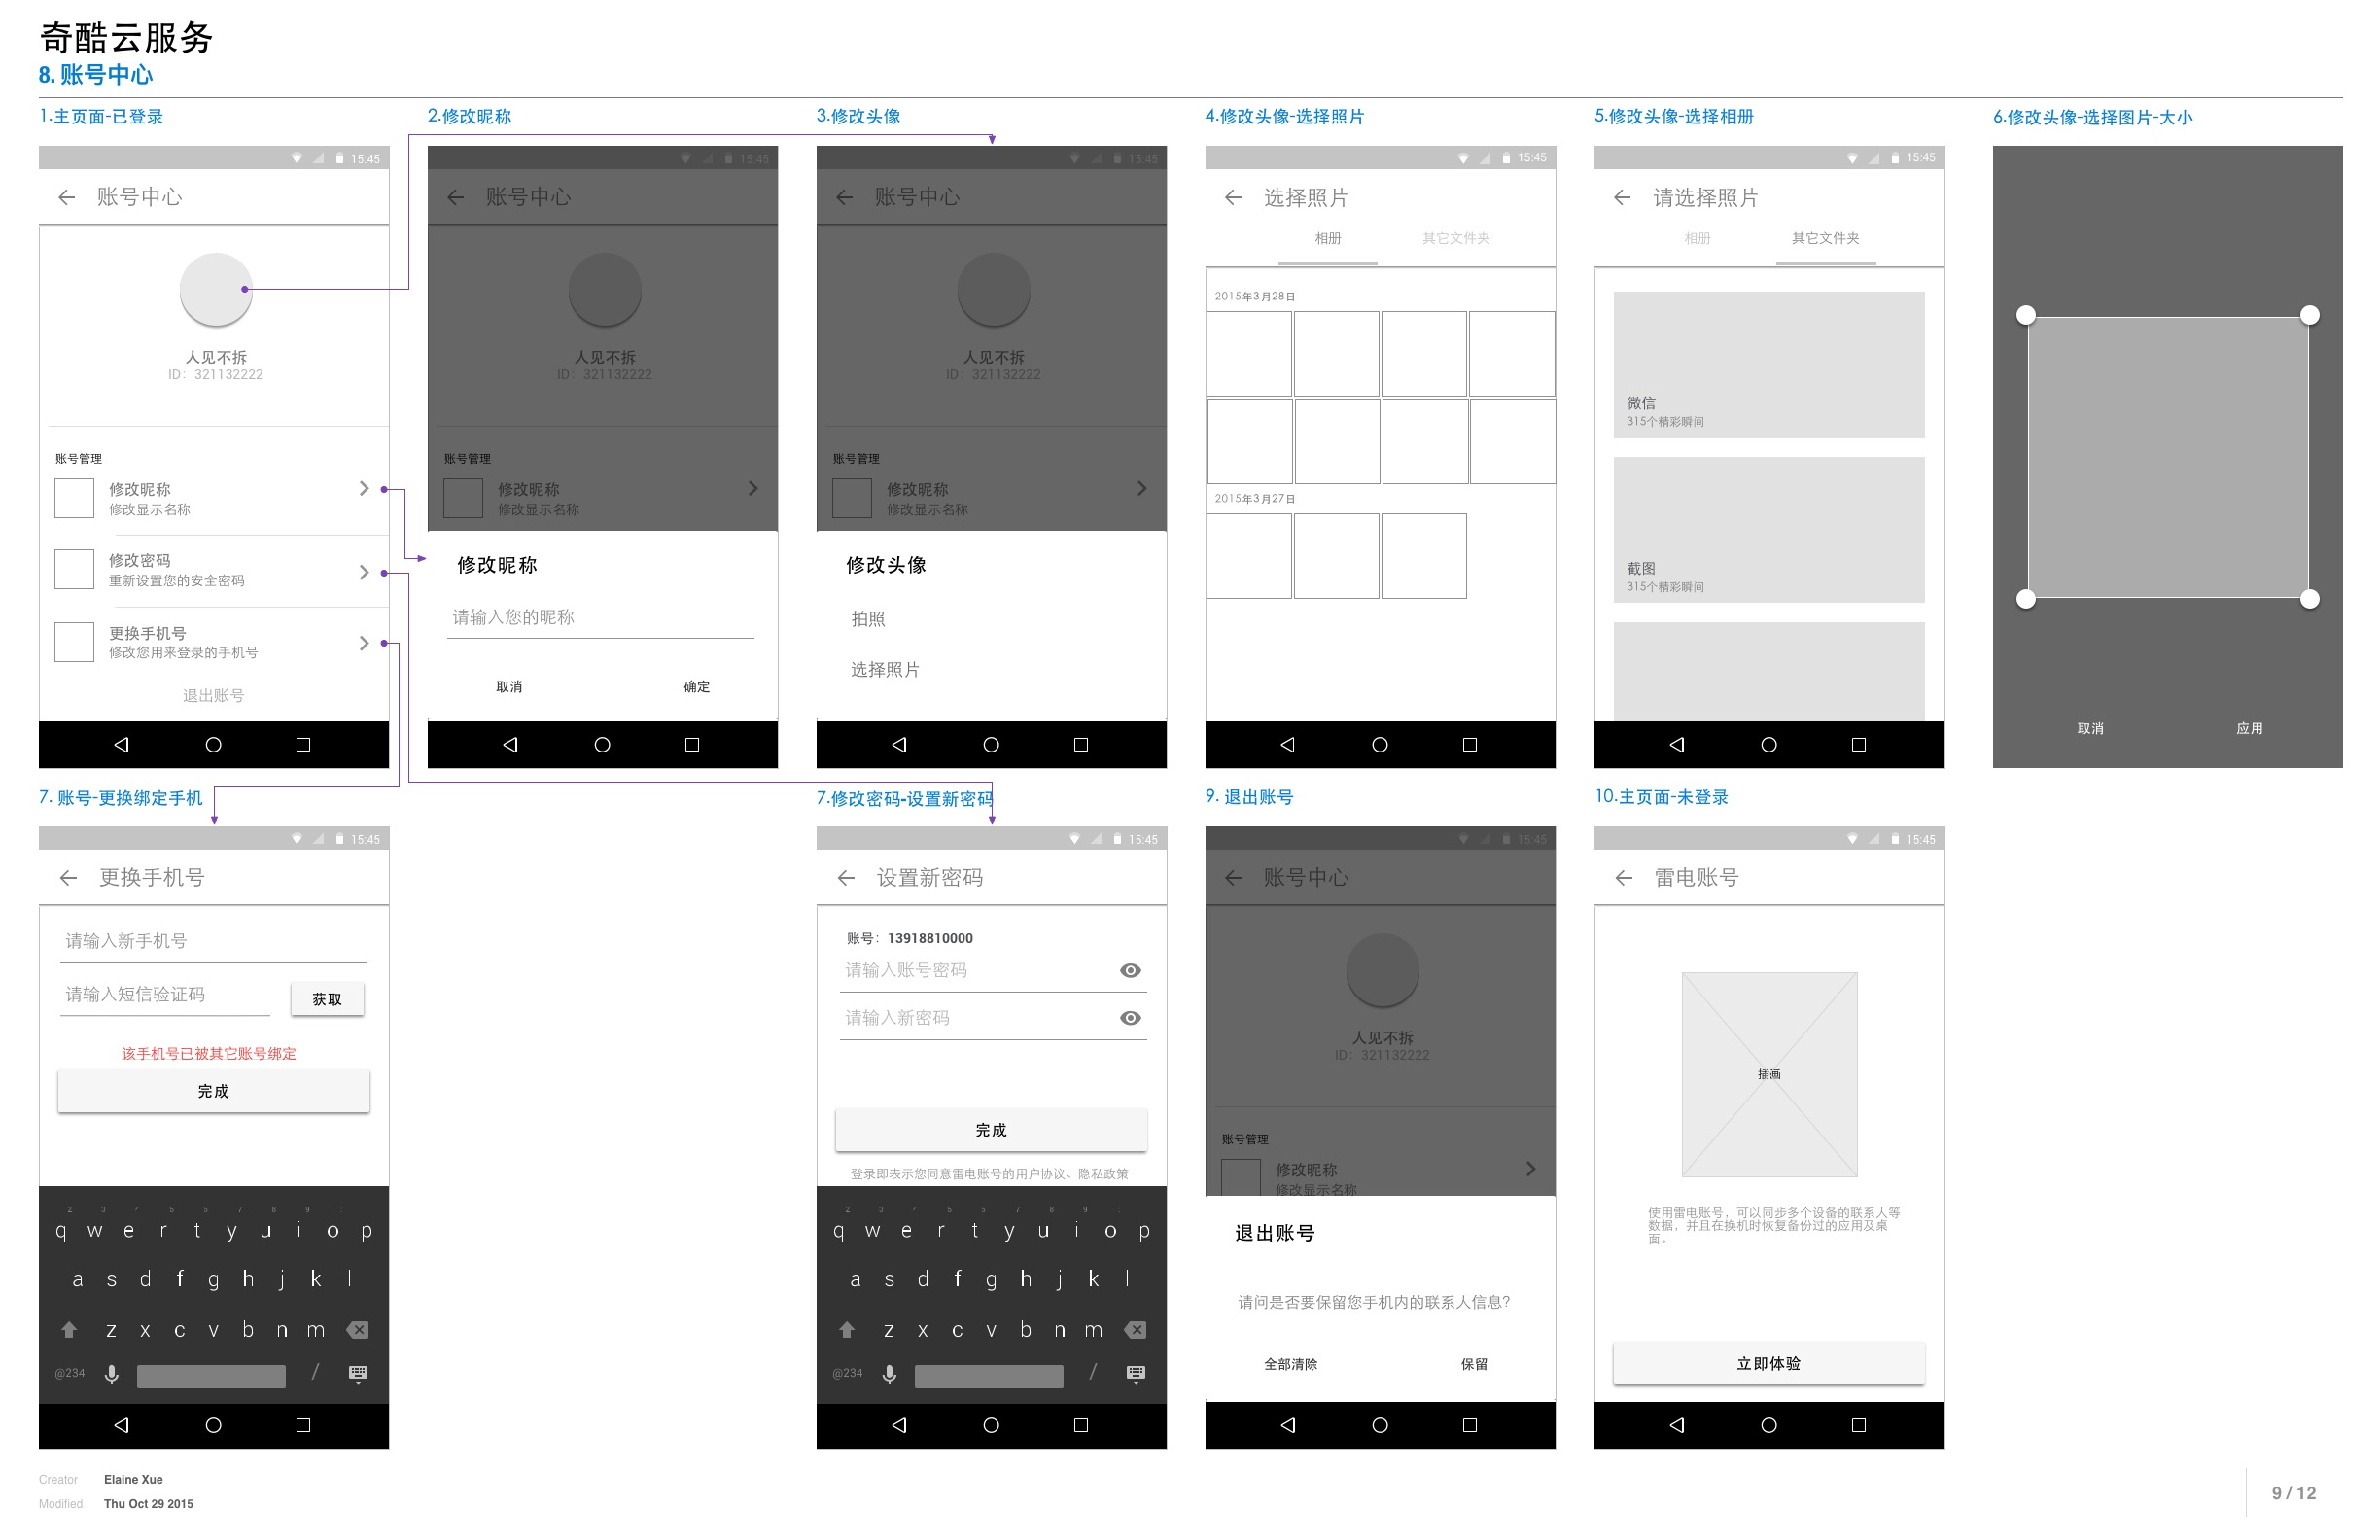 奇酷云服务
8. 账号中心
1.主页面-已登录
15:45
账号中心
人见不拆
ID：321132222
账号管理
修改昵称
修改显示名称
修改密码
重新设置您的安全密码
更换手机号
修改您用来登录的手机号
退出账号
2.修改昵称
15:45
账号中心
人见不拆
ID：321132222
账号管理
修改昵称
修改显示名称
修改昵称
请输入您的昵称
取消 确定
3.修改头像
15:45
账号中心
人见不拆
ID：321132222
账号管理
修改昵称
修改显示名称
修改头像
拍照
选择照片
4.修改头像-选择照片
15:45
选择照片
相册 其它文件夹
2015年3月28日
2015年3月27日
5.修改头像-选择相册
15:45
请选择照片
相册 其它文件夹
微信
315个精彩瞬间
截图
315个精彩瞬间
6.修改头像-选择图片-大小
取消 应用
7. 账号-更换绑定手机
15:45
更换手机号
请输入新手机号
请输入短信验证码 获取
该手机号已被其它账号绑定
完成
q w e r t y u i o p
a s d f g h j k l
z x c v b n m
@234 /
7.修改密码-设置新密码
15:45
设置新密码
账号：13918810000
请输入账号密码
请输入新密码
完成
登录即表示您同意雷电账号的用户协议、隐私政策
q w e r t y u i o p
a s d f g h j k l
z x c v b n m
@234 /
9. 退出账号
15:45
账号中心
人见不拆
ID：321132222
账号管理
修改昵称
修改显示名称
退出账号
请问是否要保留您手机内的联系人信息?
全部清除 保留
10.主页面-未登录
15:45
雷电账号
插画
使用雷电账号，可以同步多个设备的联系人等
数据，并且在换机时恢复备份过的应用及桌
面。
立即体验
Creator Elaine Xue
Modified Thu Oct 29 2015
9 / 12